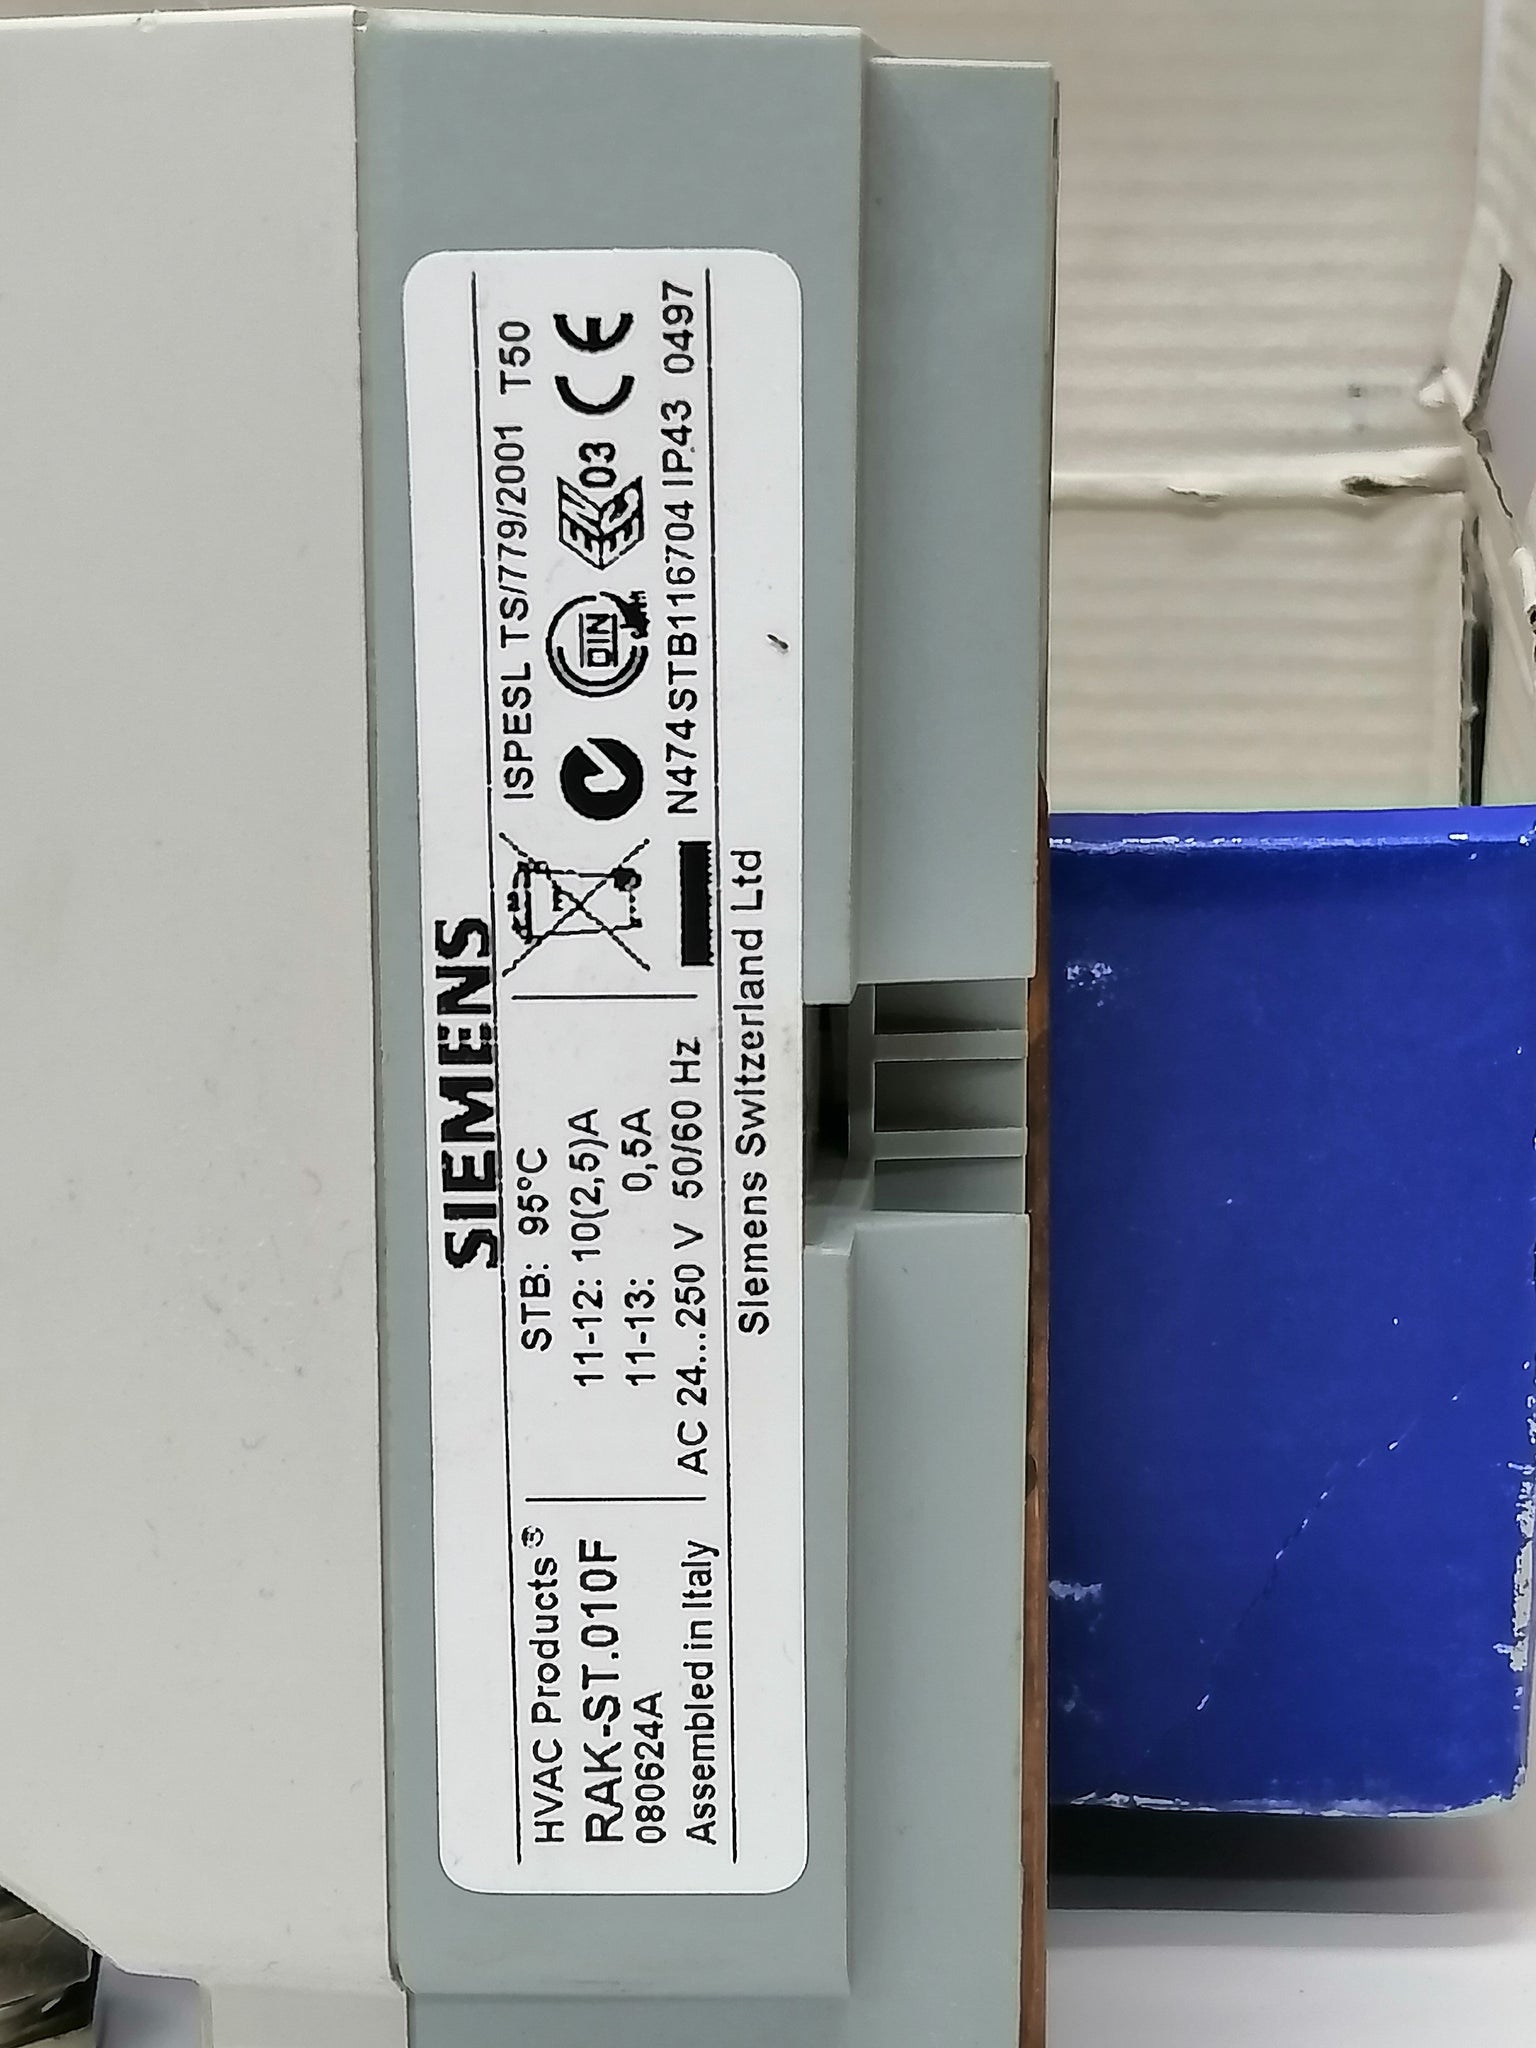 SIEMENS
HVAC Products®
RAK-ST.010F
080624A
Assembled in Italy
STB: 95°C
11-12: 10(2,5)A
11-13: 0,5A
AC 24...250 V 50/60 Hz
ISPESL TS/779/2001 T50
DIN
03
CE
N474 STB116704 IP43 0497
Siemens Switzerland Ltd